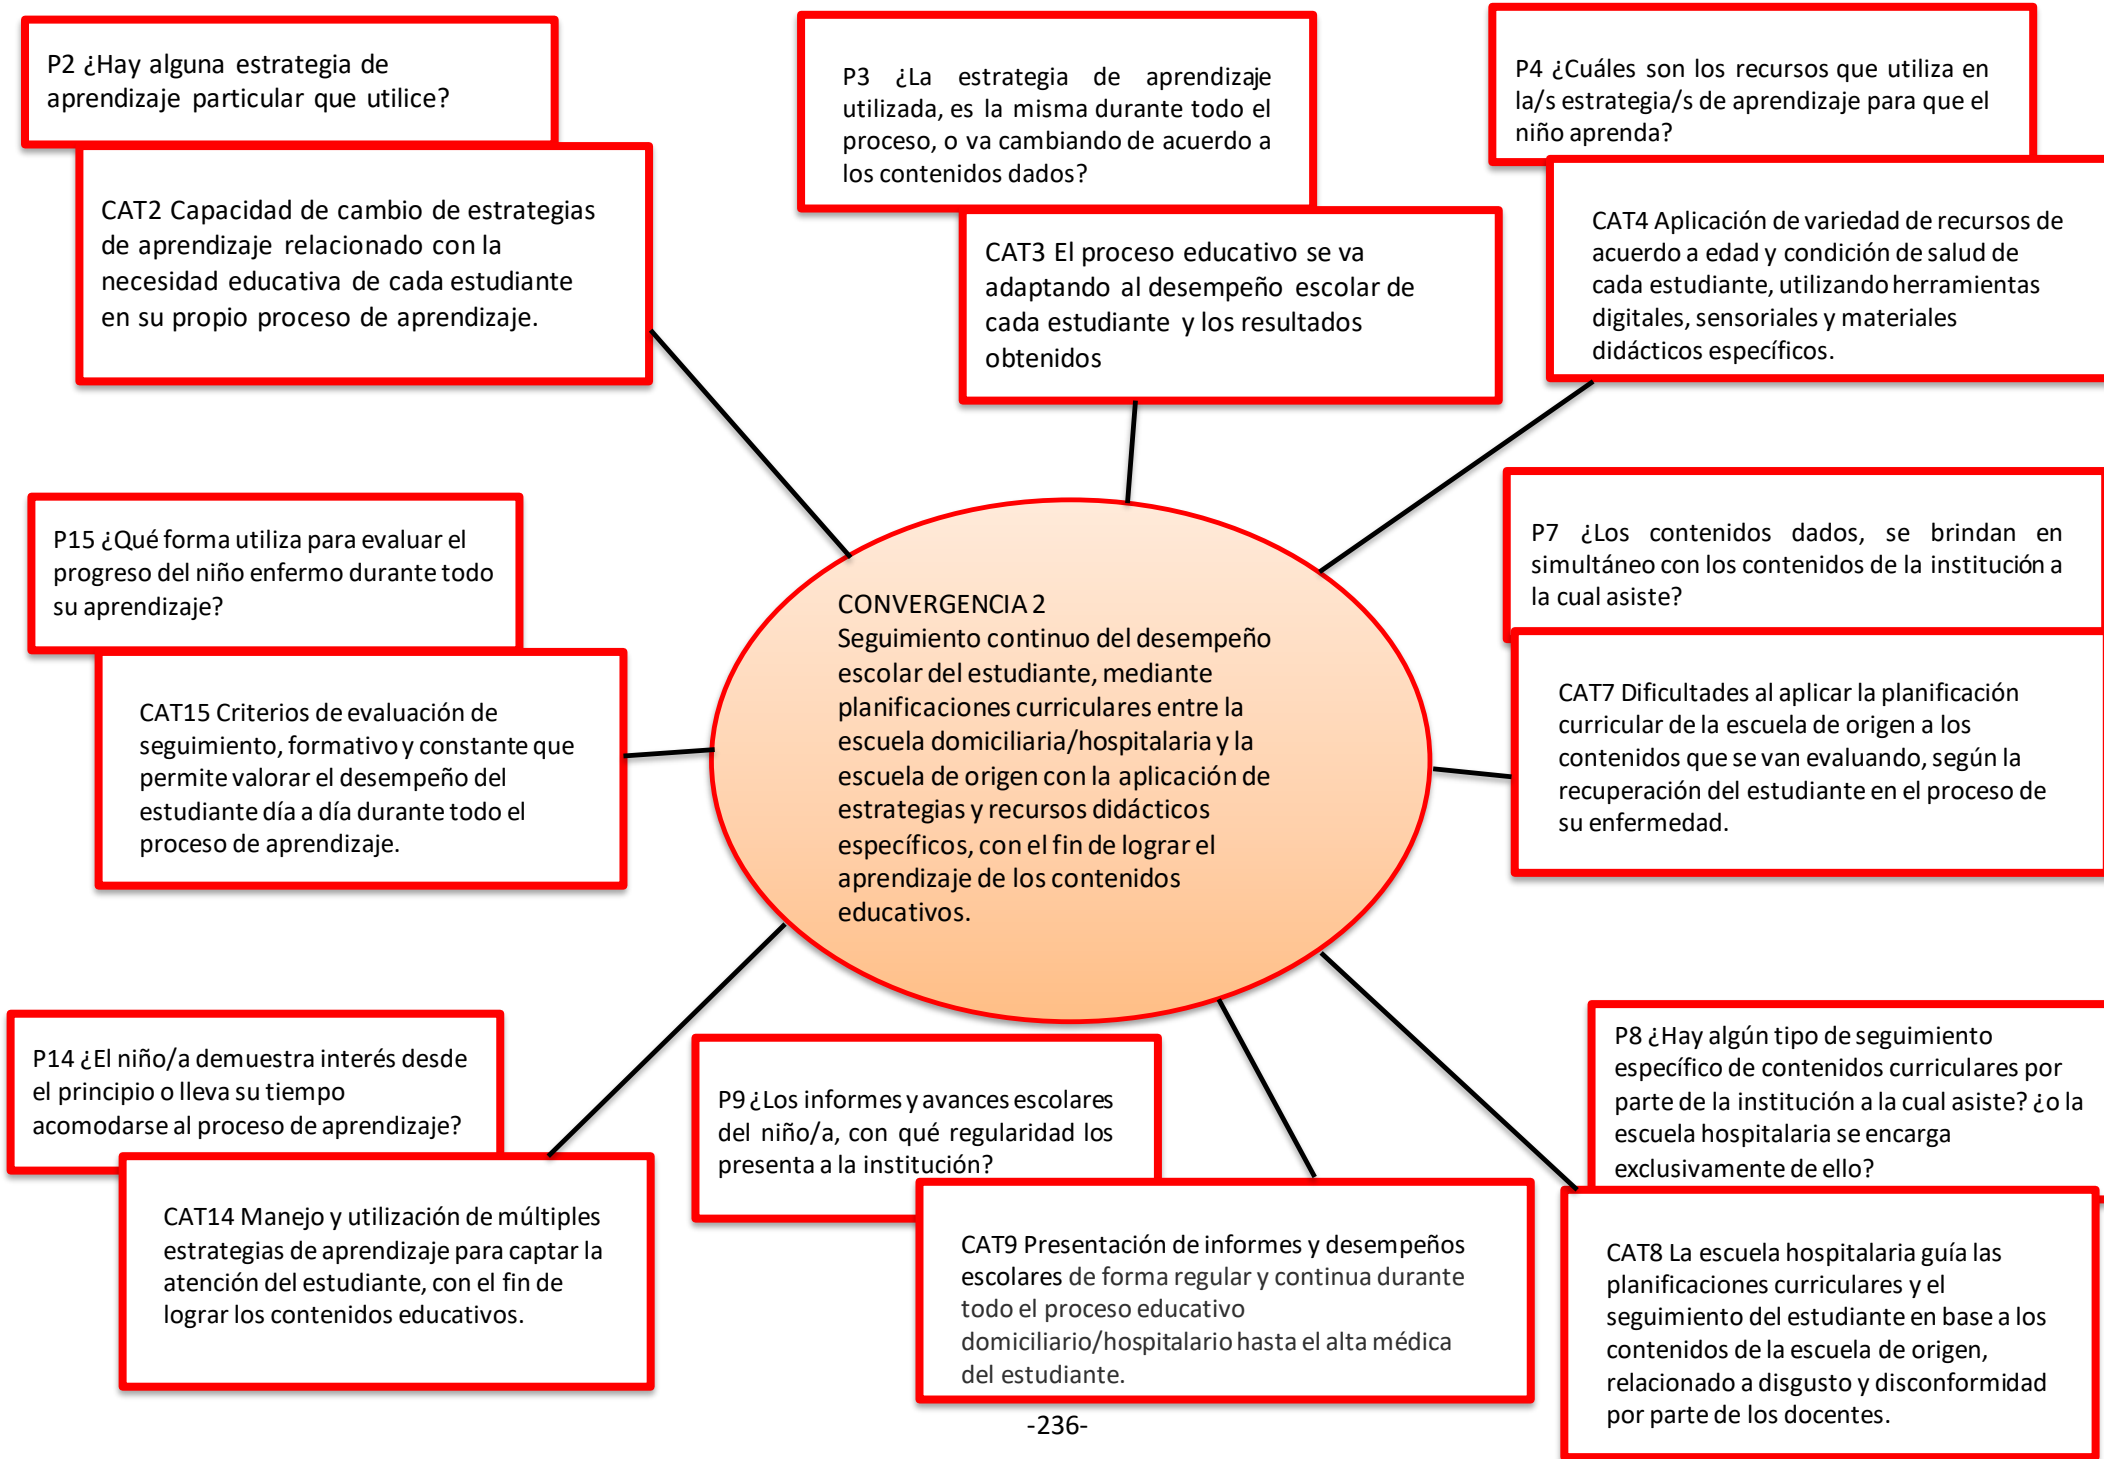 P2 ¿Hay alguna estrategia de
aprendizaje particular que utilice?
CAT2 Capacidad de cambio de estrategias
de aprendizaje relacionado con la
necesidad educativa de cada estudiante
en su propio proceso de aprendizaje.
P3 ¿La estrategia de aprendizaje
utilizada, es la misma durante todo el
proceso, o va cambiando de acuerdo a
los contenidos dados?
CAT3 El proceso educativo se va
adaptando al desempeño escolar de
cada estudiante y los resultados
obtenidos
P4 ¿Cuáles son los recursos que utiliza en
la/s estrategia/s de aprendizaje para que el
niño aprenda?
CAT4 Aplicación de variedad de recursos de
acuerdo a edad y condición de salud de
cada estudiante, utilizando herramientas
digitales, sensoriales y materiales
didácticos específicos.
P15 ¿Qué forma utiliza para evaluar el
progreso del niño enfermo durante todo
su aprendizaje?
CAT15 Criterios de evaluación de
seguimiento, formativo y constante que
permite valorar el desempeño del
estudiante día a día durante todo el
proceso de aprendizaje.
CONVERGENCIA 2
Seguimiento continuo del desempeño
escolar del estudiante, mediante
planificaciones curriculares entre la
escuela domiciliaria/hospitalaria y la
escuela de origen con la aplicación de
estrategias y recursos didácticos
específicos, con el fin de lograr el
aprendizaje de los contenidos
educativos.
P7 ¿Los contenidos dados, se brindan en
simultáneo con los contenidos de la institución a
la cual asiste?
CAT7 Dificultades al aplicar la planificación
curricular de la escuela de origen a los
contenidos que se van evaluando, según la
recuperación del estudiante en el proceso de
su enfermedad.
P14 ¿El niño/a demuestra interés desde
el principio o lleva su tiempo
acomodarse al proceso de aprendizaje?
CAT14 Manejo y utilización de múltiples
estrategias de aprendizaje para captar la
atención del estudiante, con el fin de
lograr los contenidos educativos.
P9 ¿Los informes y avances escolares
del niño/a, con qué regularidad los
presenta a la institución?
CAT9 Presentación de informes y desempeños
escolares de forma regular y continua durante
todo el proceso educativo
domiciliario/hospitalario hasta el alta médica
del estudiante.
P8 ¿Hay algún tipo de seguimiento
específico de contenidos curriculares por
parte de la institución a la cual asiste? ¿o la
escuela hospitalaria se encarga
exclusivamente de ello?
CAT8 La escuela hospitalaria guía las
planificaciones curriculares y el
seguimiento del estudiante en base a los
contenidos de la escuela de origen,
relacionado a disgusto y disconformidad
por parte de los docentes.
-236-